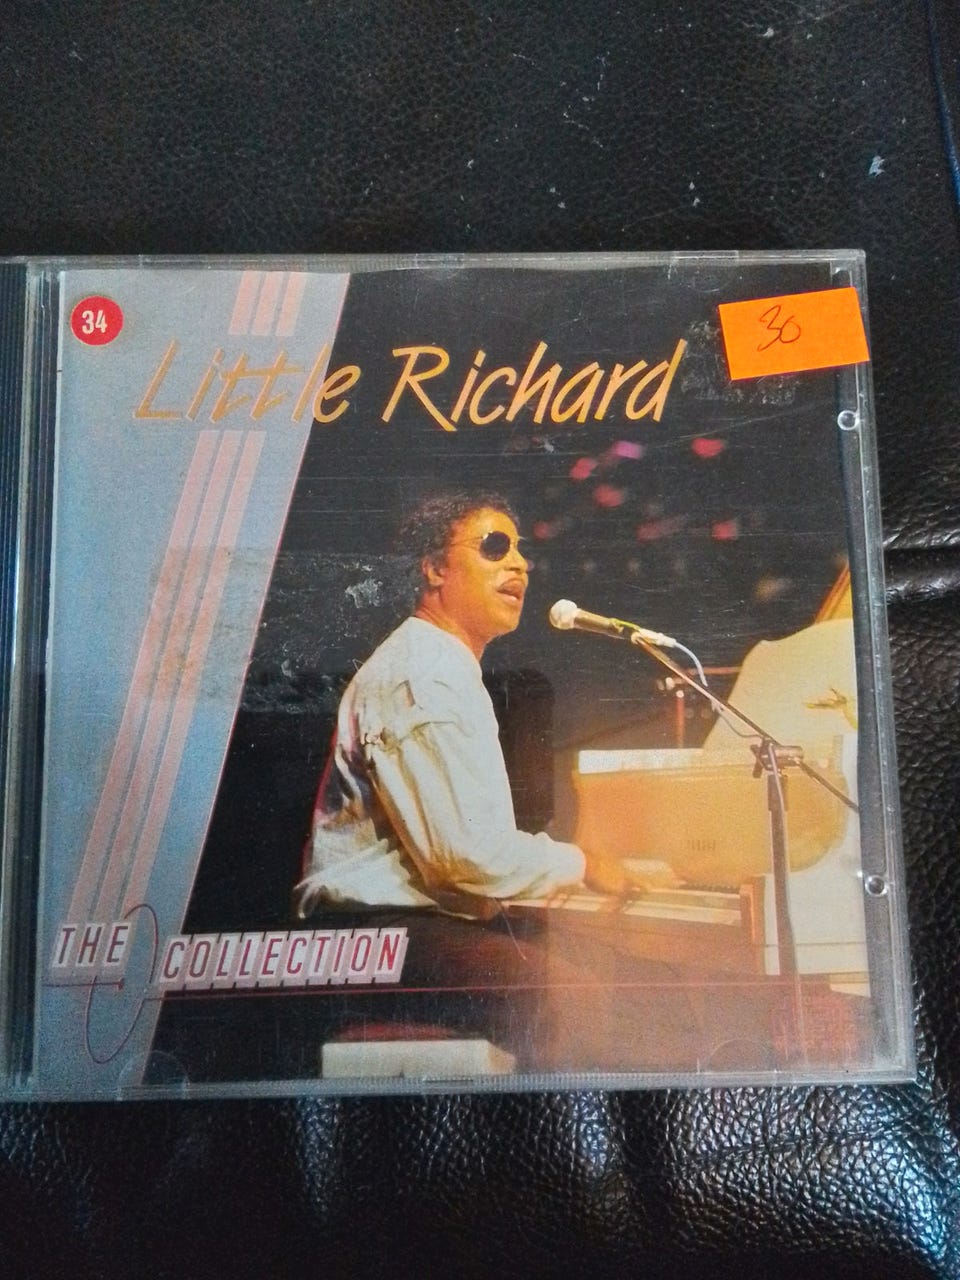 34
30
Little Richard
THE COLLECTION